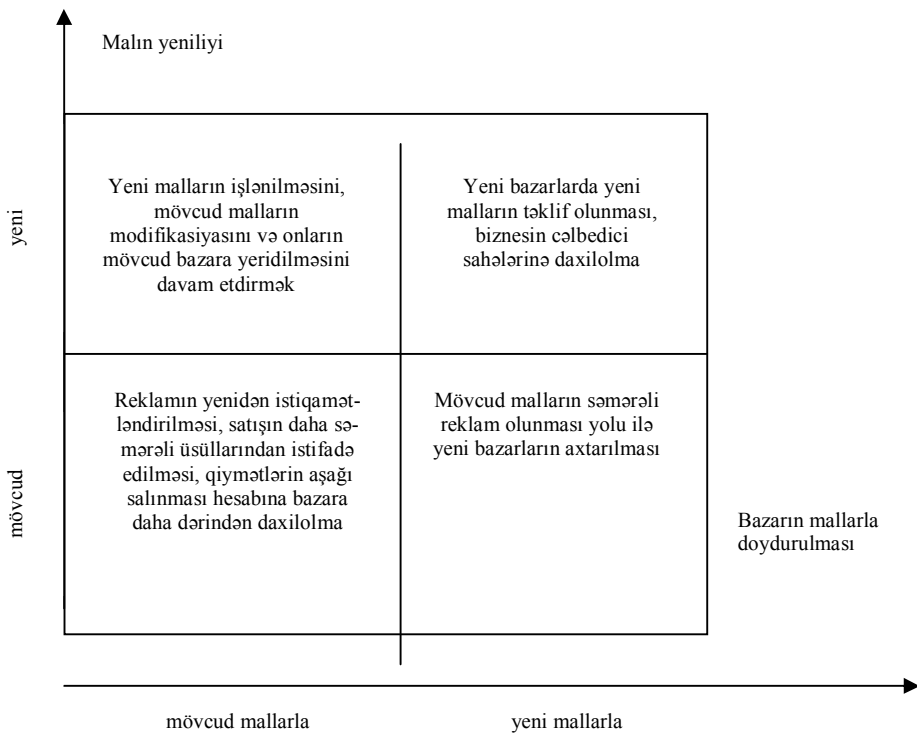 Malın yeniliyi
yeni
Yeni malların işlənilməsini,
mövcud malların
modifikasiyasını və onların
mövcud bazara yeridilməsini
davam etdirmək
Yeni bazarlarda yeni
malların təklif olunması,
biznesin cəlbedici
sahələrinə daxilolma
mövcud
Reklamın yenidən istiqamət-
ləndirilməsi, satışın daha sə-
mərəli üsüllarından istifadə
edilməsi, qiymətlərin aşağı
salınması hesabına bazara
daha dərindən daxilolma
Mövcud malların səmərəli
reklam olunması yolu ilə
yeni bazarların axtarılması
Bazarın mallarla
doydurulması
mövcud mallarla
yeni mallarla